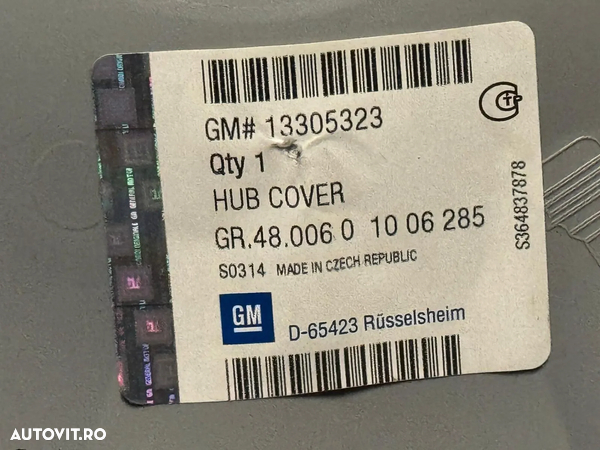 GM# 13305323
Qty 1
HUB COVER
GR.48.006 0 10 06 285
S0314 MADE IN CZECH REPUBLIC
GM
D-65423 Rüsselsheim
S364837878
AUTOVIT.RO